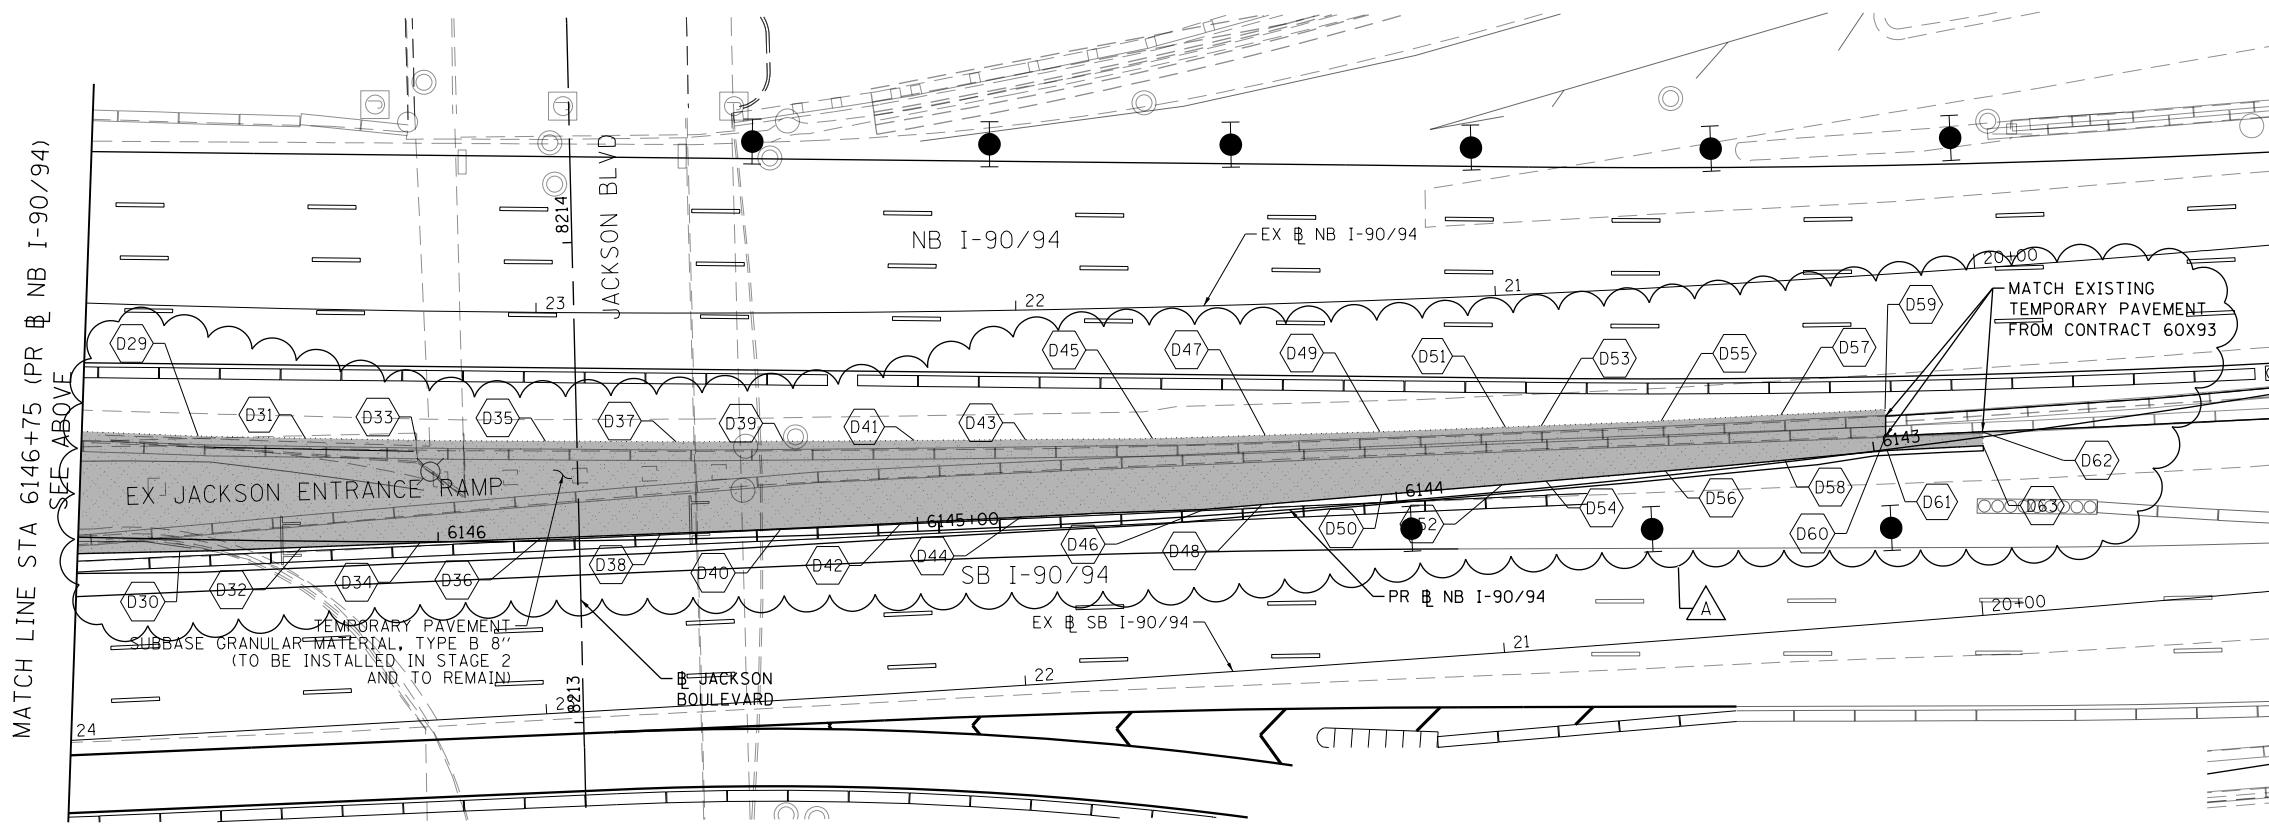 MATCH LINE STA 6146+75 (PR BL NB I-90/94)
SEE ABOVE
8214
JACKSON BLVD
NB I-90/94
EX BL NB I-90/94
20+00
21
22
23
MATCH EXISTING
TEMPORARY PAVEMENT
FROM CONTRACT 60X93
D59
D29
D45
D47
D49
D51
D53
D55
D57
D31
D33
D35
D37
D39
D41
D43
6143
D62
EX JACKSON ENTRANCE RAMP
6144
6145+00
6146
D63
D61
D58
D56
D54
D52
D50
D60
D48
D46
D44
D42
D40
D38
D36
D34
D32
D30
SB I-90/94
PR BL NB I-90/94
A
20+00
EX BL SB I-90/94
21
22
TEMPORARY PAVEMENT
SUBBASE GRANULAR MATERIAL, TYPE B 8"
(TO BE INSTALLED IN STAGE 2
AND TO REMAIN)
BL JACKSON
BOULEVARD
8213
24